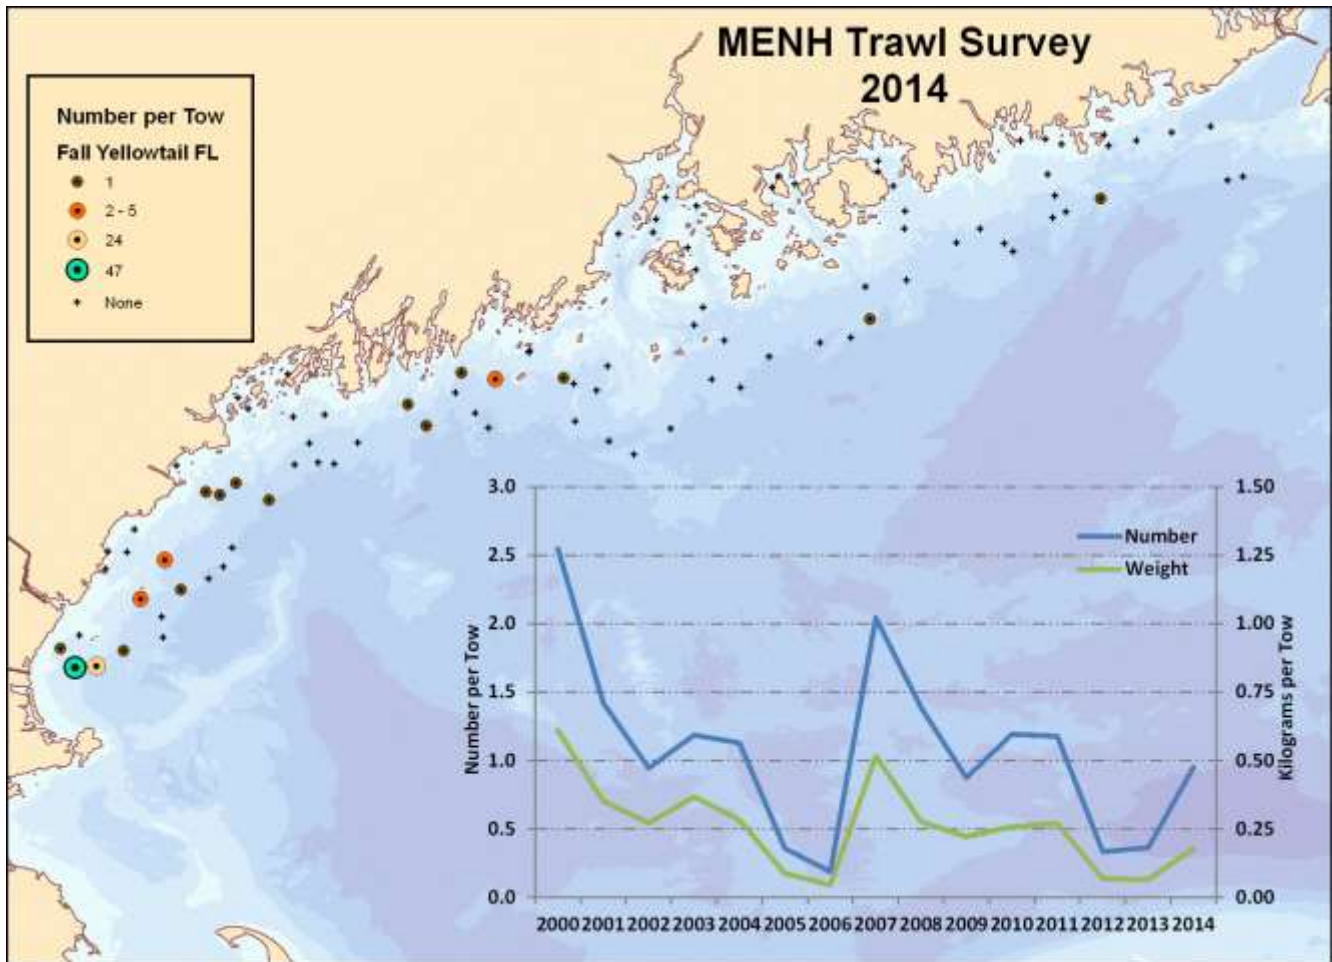 MENH Trawl Survey
2014
Number per Tow
Fall Yellowtail FL
1
2 - 5
24
47
None
3.0
2.5
2.0
1.5
1.0
0.5
0.0
Number per Tow
Number
Weight
1.50
1.25
1.00
0.75
0.50
0.25
0.00
Kilograms per Tow
2000 2001 2002 2003 2004 2005 2006 2007 2008 2009 2010 2011 2012 2013 2014